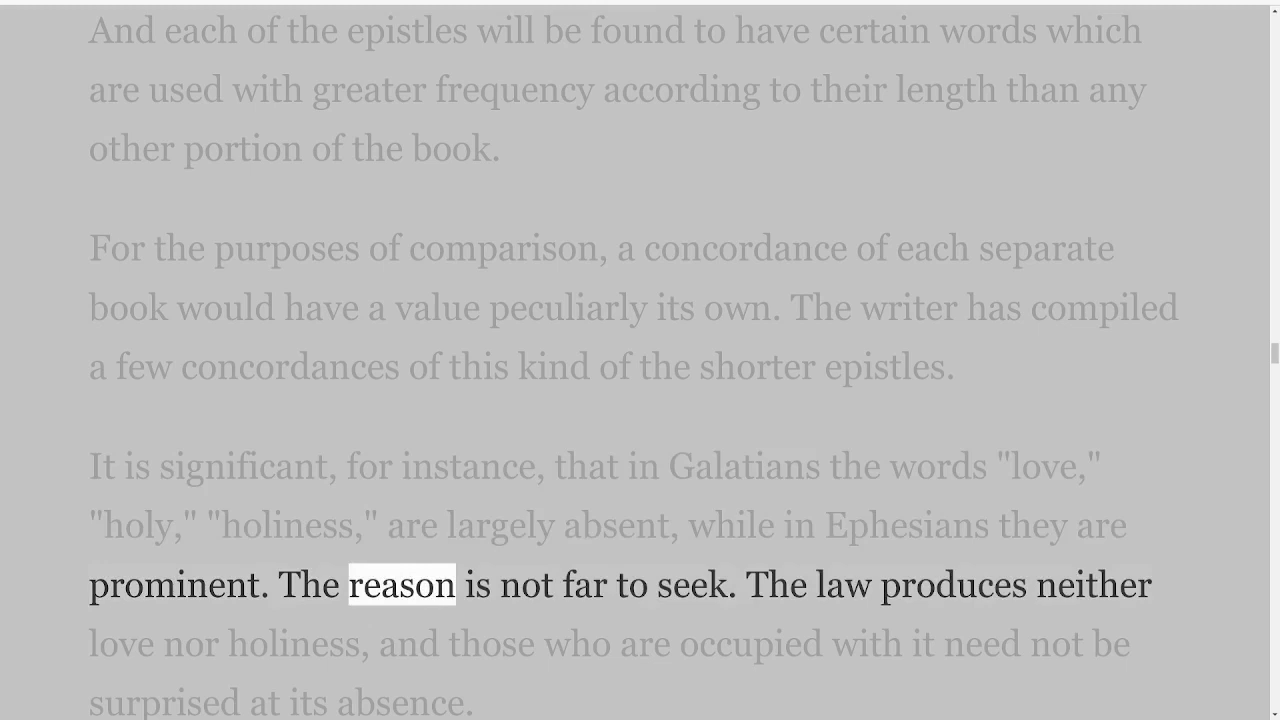 And each of the epistles will be found to have certain words which
are used with greater frequency according to their length than any
other portion of the book.
For the purposes of comparison, a concordance of each separate
book would have a value peculiarly its own. The writer has compiled
a few concordances of this kind of the shorter epistles.
It is significant, for instance, that in Galatians the words "love,"
"holy," "holiness," are largely absent, while in Ephesians they are
prominent. The reason is not far to seek. The law produces neither
love nor holiness, and those who are occupied with it need not be
surprised at its absence.